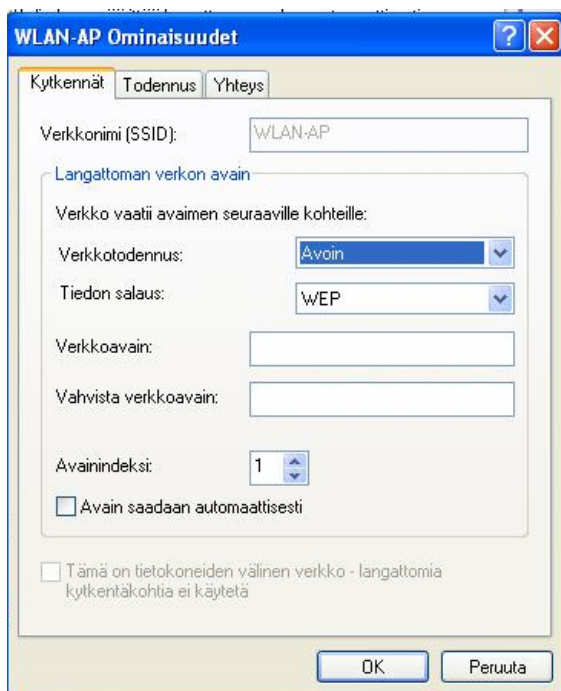 WLAN-AP Ominaisuudet
Kytkennät Todennus Yhteys
Verkkonimi (SSID): WLAN-AP
Langattoman verkon avain
Verkko vaatii avaimen seuraaville kohteille:
Verkkotodennus: Avoin
Tiedon salaus: WEP
Verkkoavain:
Vahvista verkkoavain:
Avainindeksi: 1
Avain saadaan automaattisesti
Tämä on tietokoneiden välinen verkko - langattomia
kytkentäkohtia ei käytetä
OK Peruuta